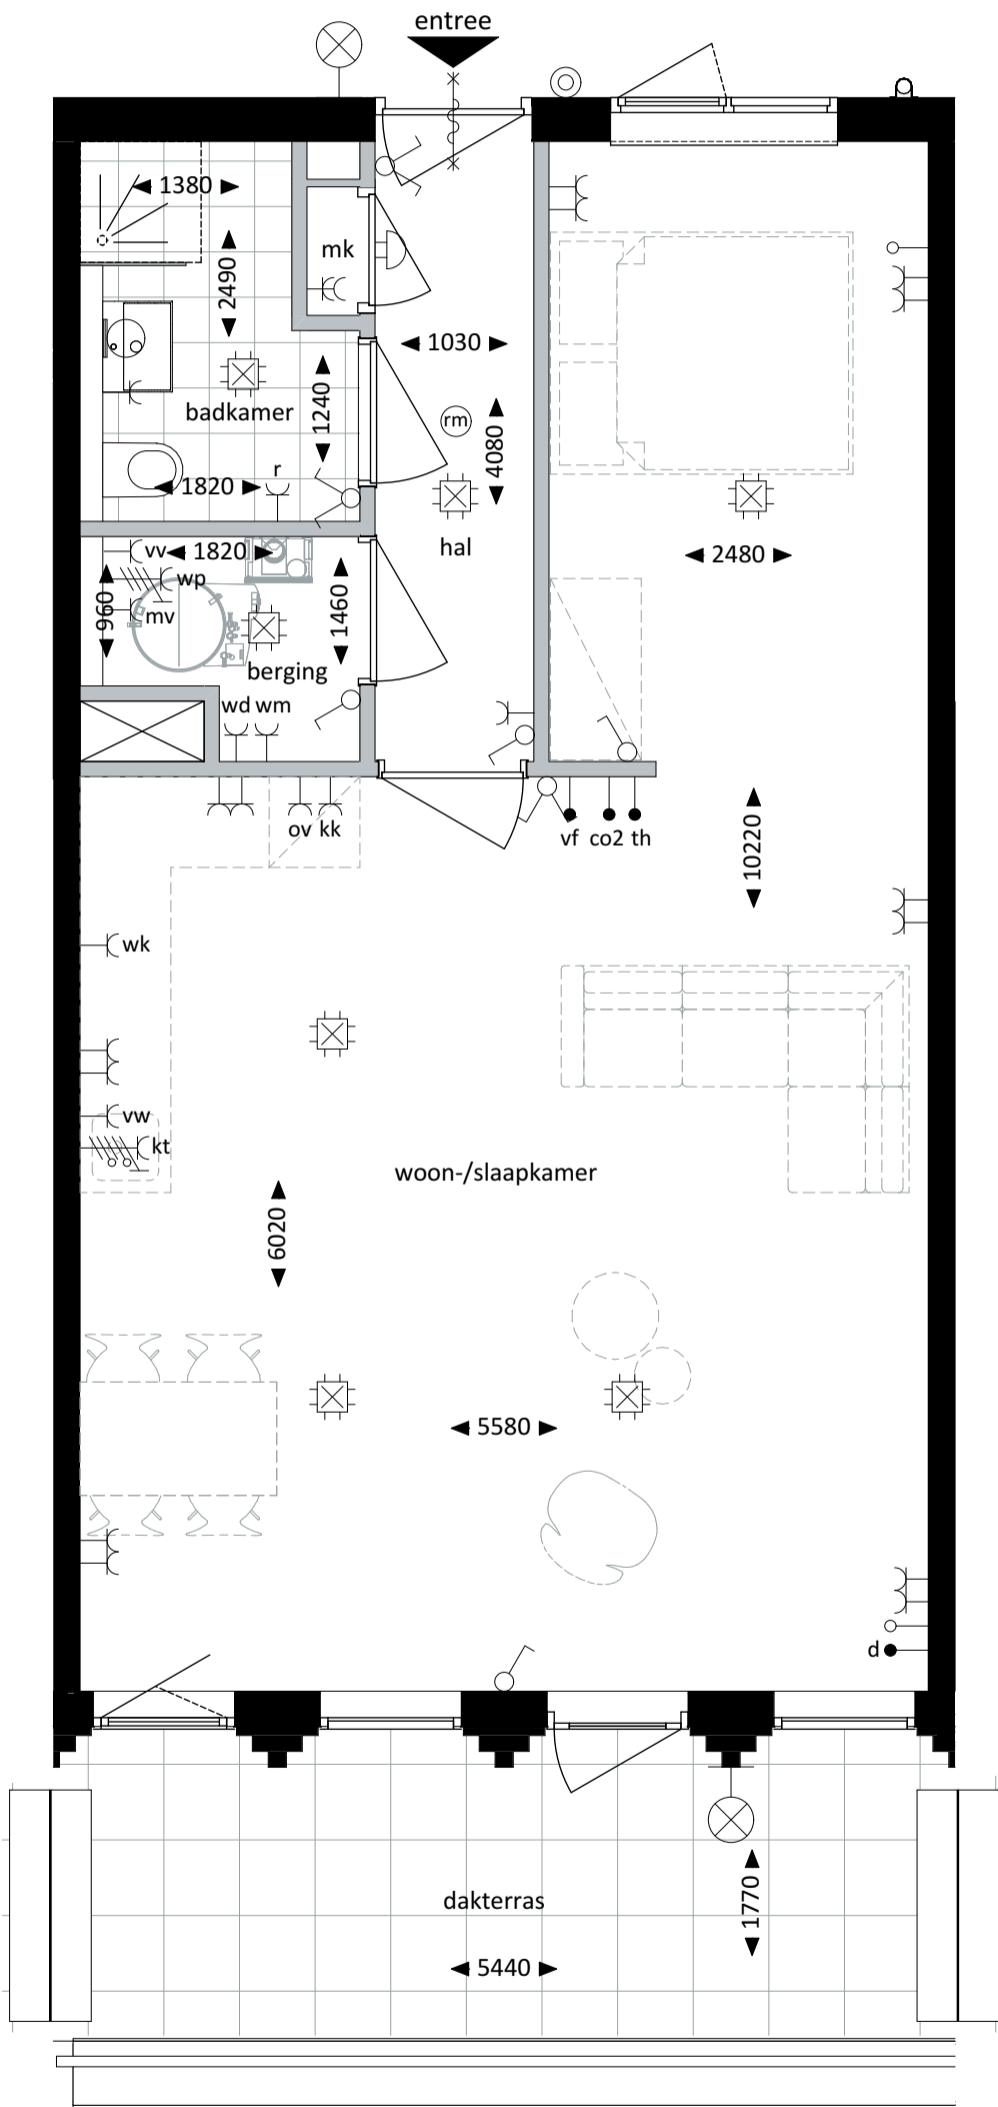 entree
1380
2490
mk
1030
1240
badkamer
rm
4080
1820
r
hal
2480
vv
1820
wp
960
mv
1460
berging
wd wm
ov kk
vf co2 th
10220
wk
vw
kt
woon-/slaapkamer
6020
5580
d
dakterras
1770
5440